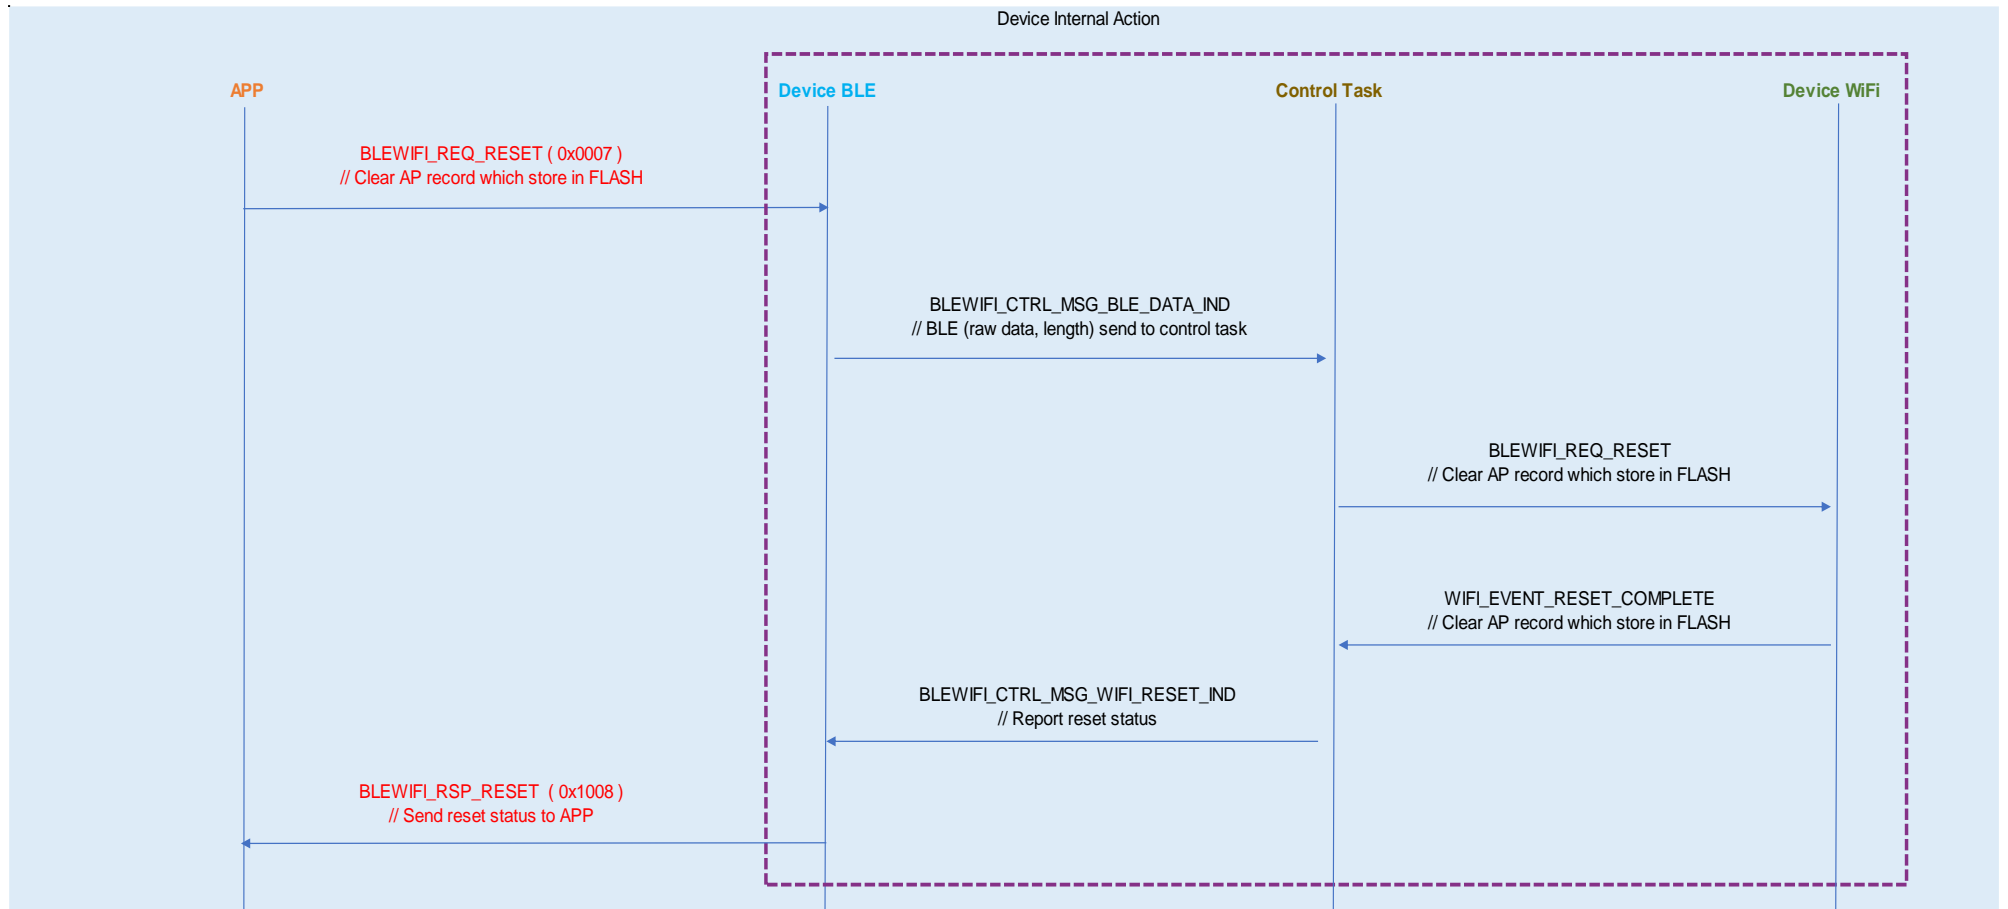 Device Internal Action
APP
Device BLE
Control Task
Device WiFi
BLEWIFI_REQ_RESET ( 0x0007 )
// Clear AP record which store in FLASH
BLEWIFI_CTRL_MSG_BLE_DATA_IND
// BLE (raw data, length) send to control task
BLEWIFI_REQ_RESET
// Clear AP record which store in FLASH
WIFI_EVENT_RESET_COMPLETE
// Clear AP record which store in FLASH
BLEWIFI_CTRL_MSG_WIFI_RESET_IND
// Report reset status
BLEWIFI_RSP_RESET  ( 0x1008 )
// Send reset status to APP